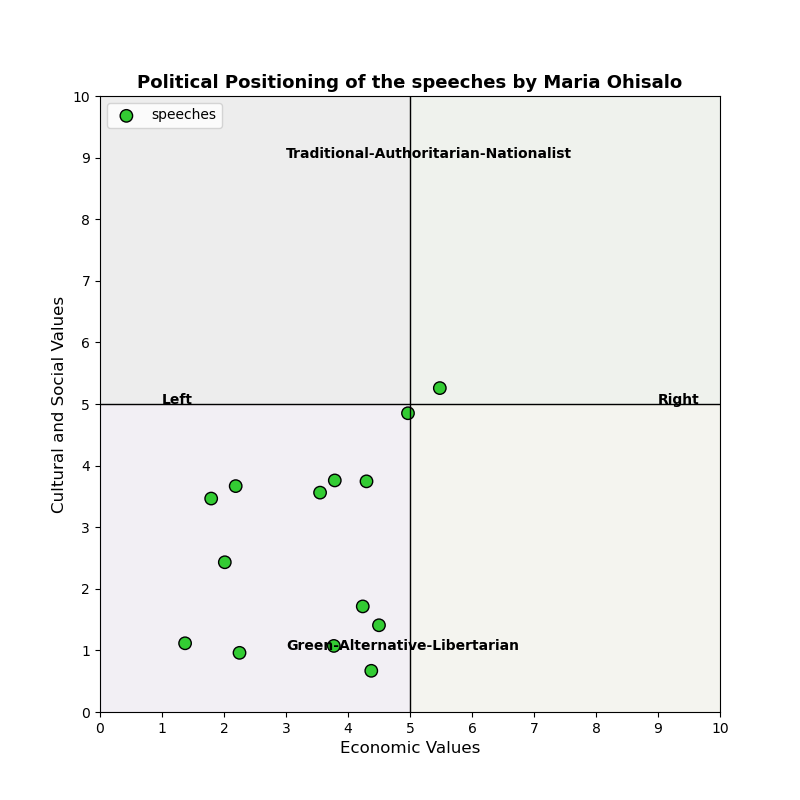 Political Positioning of the speeches by Maria Ohisalo
speeches
Traditional-Authoritarian-Nationalist
Left
Right
Green-Alternative-Libertarian
10
9
8
7
6
5
4
3
2
1
0
Cultural and Social Values
0 1 2 3 4 5 6 7 8 9 10
Economic Values